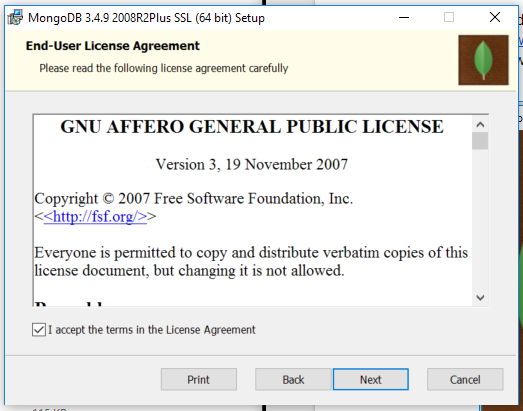 MongoDB 3.4.9 2008R2Plus SSL (64 bit) Setup
End-User License Agreement
Please read the following license agreement carefully
GNU AFFERO GENERAL PUBLIC LICENSE
Version 3, 19 November 2007
Copyright © 2007 Free Software Foundation, Inc.
<<http://fsf.org/>>
Everyone is permitted to copy and distribute verbatim copies of this
license document, but changing it is not allowed.
I accept the terms in the License Agreement
Print
Back
Next
Cancel